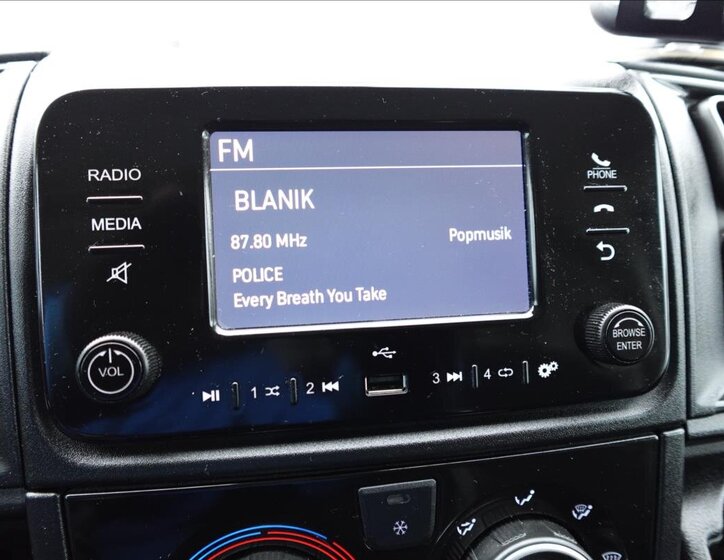 FM
RADIO
MEDIA
BLANIK
87.80 MHz
Popmusik
POLICE
Every Breath You Take
PHONE
VOL
BROWSE
ENTER
1
2
3
4